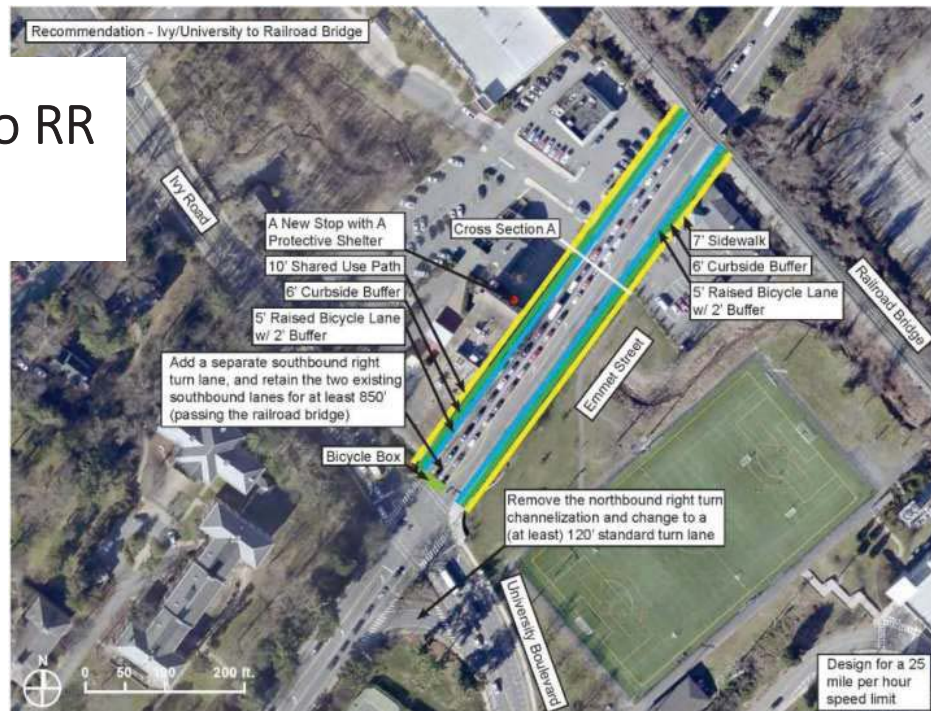 Recommendation - Ivy/University to Railroad Bridge
RR
Ivy Road
A New Stop with A
Protective Shelter
10' Shared Use Path
6' Curbside Buffer
5' Raised Bicycle Lane
w/ 2' Buffer
Add a separate southbound right
turn lane, and retain the two existing
southbound lanes for at least 850'
(passing the railroad bridge)
Bicycle Box
Cross Section A
7' Sidewalk
6' Curbside Buffer
5' Raised Bicycle Lane
w/ 2' Buffer
Railroad Bridge
Emmet Street
Remove the northbound right turn
channelization and change to a
(at least) 120' standard turn lane
University Boulevard
N
0 50 100 200 ft.
Design for a 25
mile per hour
speed limit